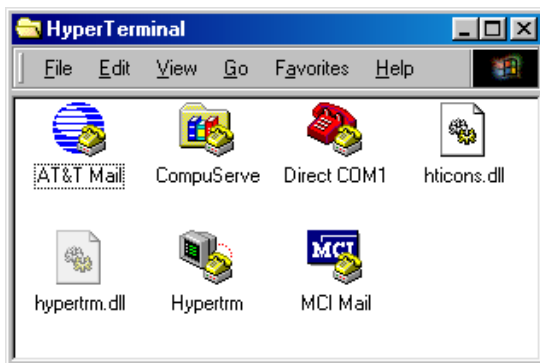 HyperTerminal
File Edit View Go Favorites Help
AT&T Mail CompuServe Direct COM1 hticons.dll
MCI
hypertrm.dll Hypertrm MCI Mail